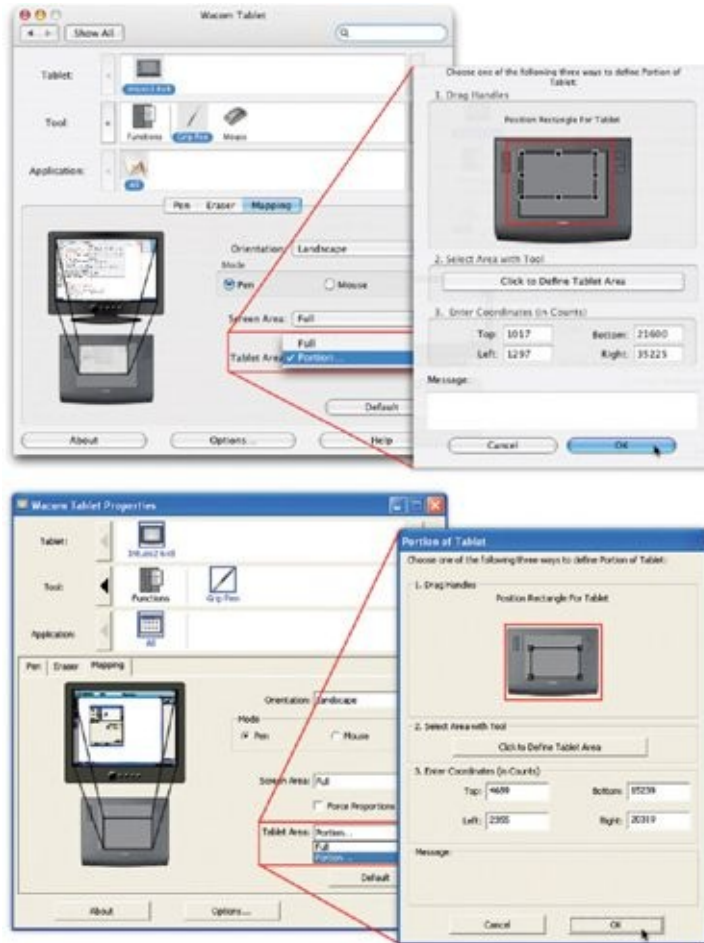 Wacom Tablet
Show All
Tablet:
Tool:
Functions Grip Pen Mouse
Application:
All
Pen Eraser Mapping
Orientation: Landscape
Mode
Pen Mouse
Screen Area: Full
Full
Tablet Area: Portion...
Default
About Options... Help
Choose one of the following three ways to define Portion of
Tablet:
1. Drag Handles
Position Rectangle For Tablet
2. Select Area with Tool
Click to Define Tablet Area
3. Enter Coordinates (in Counts)
Top: 1017 Bottom: 21600
Left: 1297 Right: 35225
Message:
Cancel OK
Wacom Tablet Properties
Tablet:
Tool:
Functions Grip Pen
Application:
All
Pen Eraser Mapping
Orientation: Landscape
Mode
Pen Mouse
Screen Area: Full
Force Proportions
Tablet Area: Portion...
Full
Portion...
Default
About Options...
Portion of Tablet
Choose one of the following three ways to define Portion of Tablet:
1. Drag Handles
Position Rectangle For Tablet
2. Select Area with Tool
Click to Define Tablet Area
3. Enter Coordinates (in Counts)
Top: Bottom: 15239
Left: Right: 20319
Message:
Cancel OK